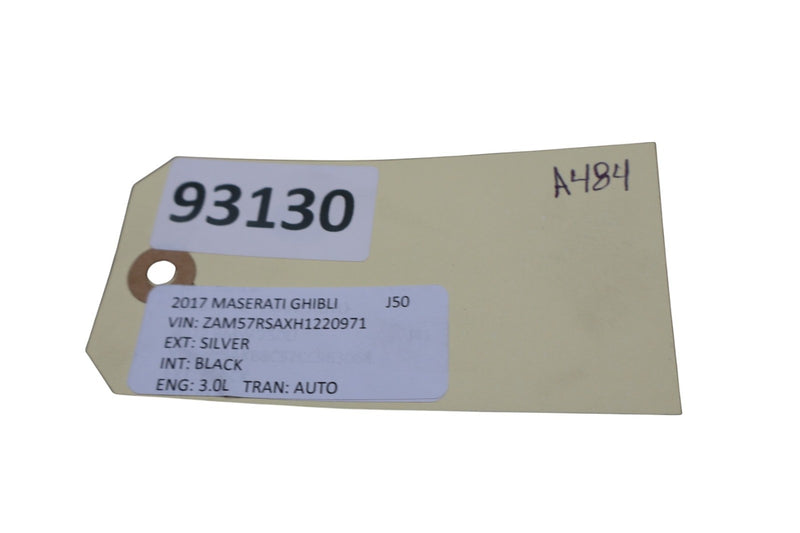 93130
A484
2017 MASERATI GHIBLI J50
VIN: ZAM57RSAXH1220971
EXT: SILVER
INT: BLACK
ENG: 3.0L TRAN: AUTO